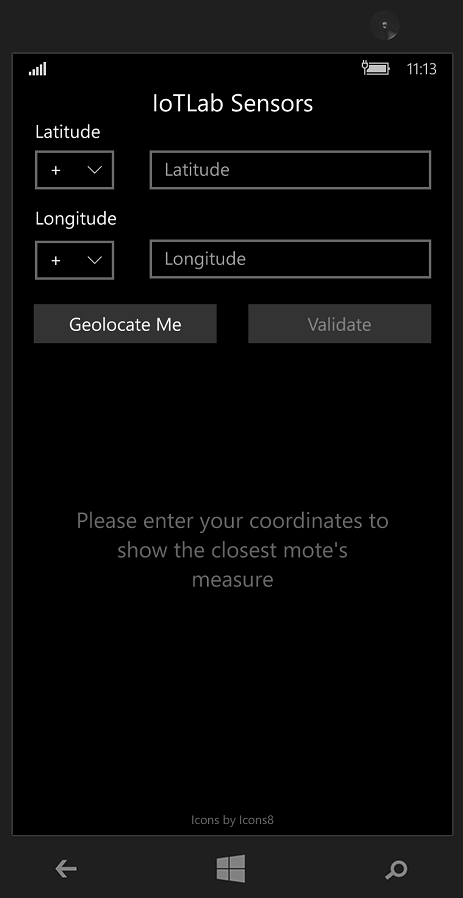 11:13
IoTLab Sensors
Latitude
+ Latitude
Longitude
+ Longitude
Geolocate Me Validate
Please enter your coordinates to
show the closest mote's
measure
Icons by Icons8